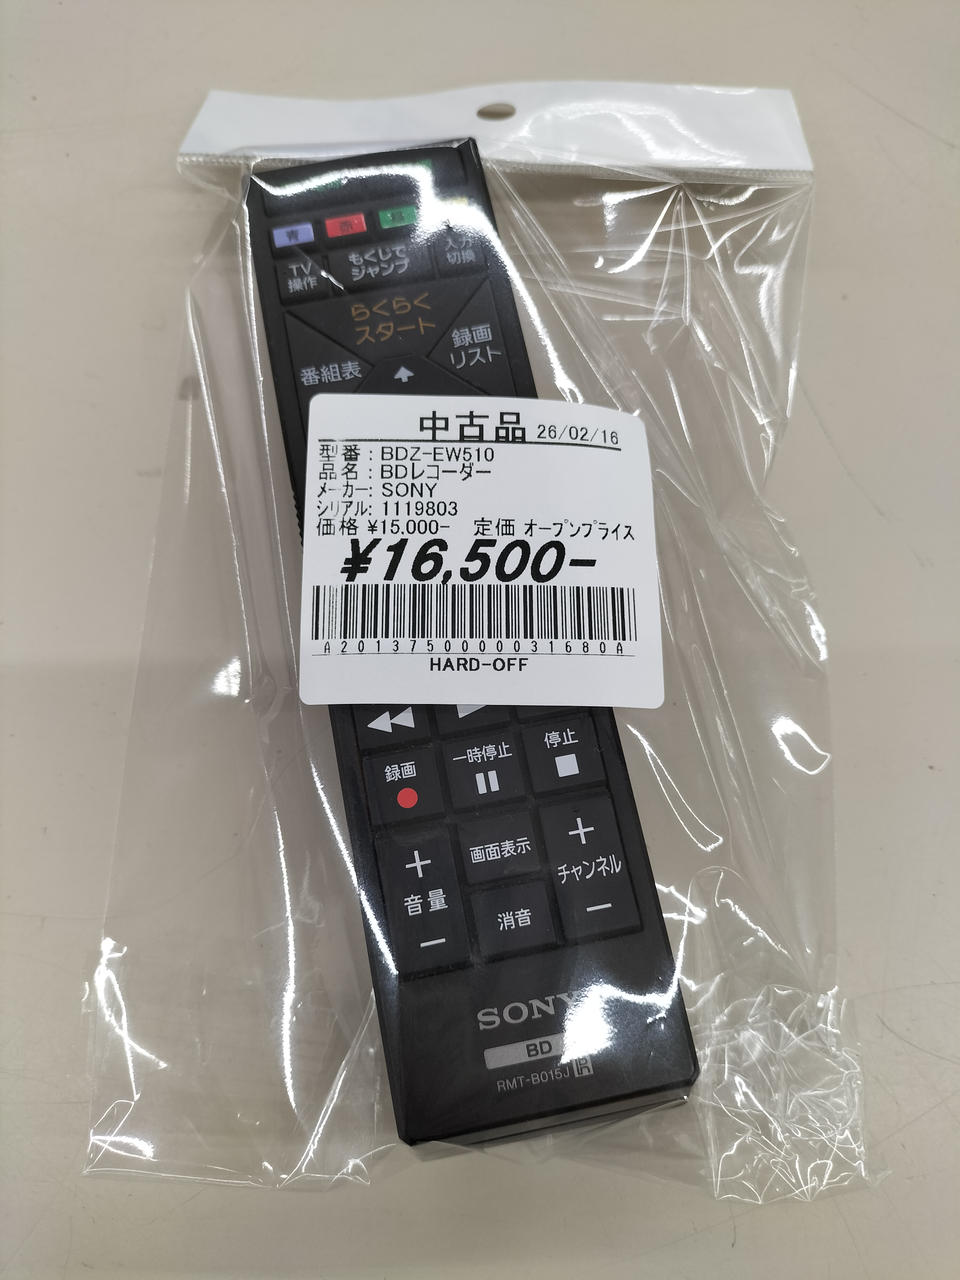 青 赤 緑
TV
操作
もくじで
ジャンプ
入力
切換
らくらく
スタート
番組表
録画
リスト
中古品 26/02/16
型番:BDZ-EW510
品名:BDレコーダー
メーカー:SONY
シリアル:1119803
価格 ¥15,000- 定価 オープンプライス
¥16,500-
A2013750000031680A
HARD-OFF
録画
一時停止
停止
+
音量
-
画面表示
消音
+
チャンネル
-
SONY
BD
RMT-B015J